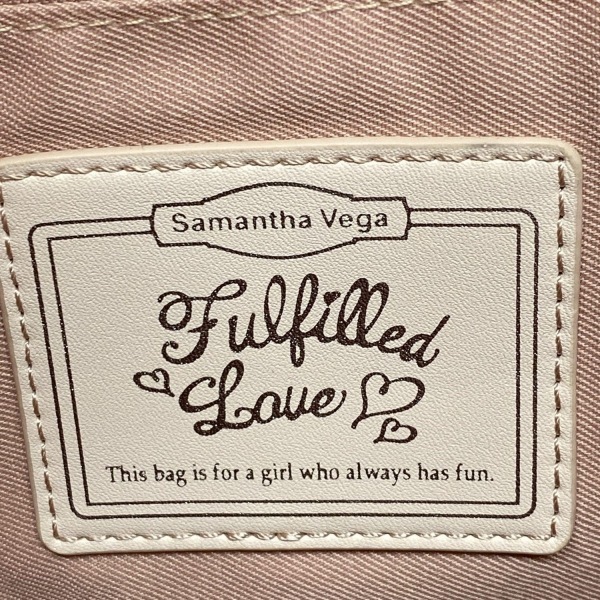 Samantha Vega
Fulfilled
Love
This bag is for a girl who always has fun.